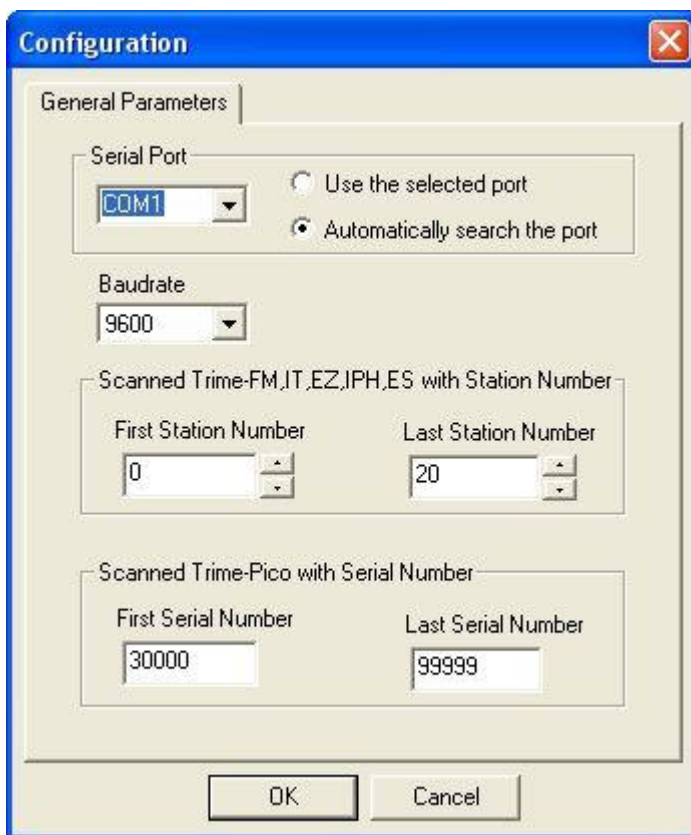 Configuration
General Parameters
Serial Port
COM1
Use the selected port
Automatically search the port
Baudrate
9600
Scanned Trime-FM,IT,EZ,IPH,ES with Station Number
First Station Number
Last Station Number
0
20
Scanned Trime-Pico with Serial Number
First Serial Number
Last Serial Number
30000
99999
OK
Cancel